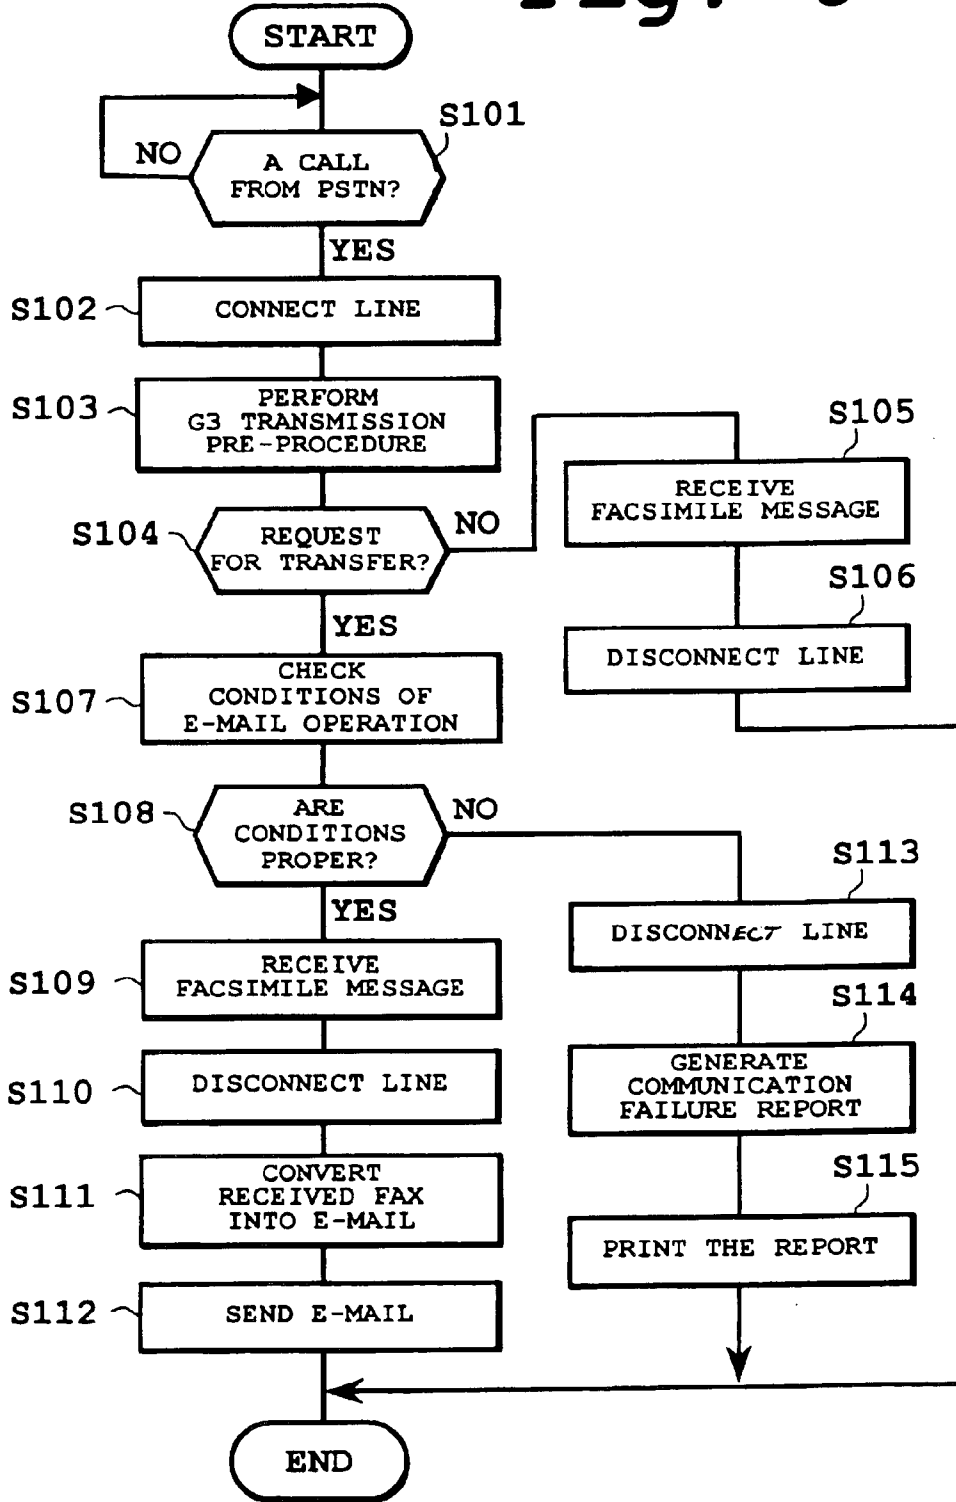 START
S101
NO
A CALL
FROM PSTN?
YES
S102
CONNECT LINE
S103
PERFORM
G3 TRANSMISSION
PRE-PROCEDURE
S104
REQUEST
FOR TRANSFER?
NO
S105
RECEIVE
FACSIMILE MESSAGE
S106
DISCONNECT LINE
YES
S107
CHECK
CONDITIONS OF
E-MAIL OPERATION
S108
ARE
CONDITIONS
PROPER?
NO
YES
S109
RECEIVE
FACSIMILE MESSAGE
S110
DISCONNECT LINE
S111
CONVERT
RECEIVED FAX
INTO E-MAIL
S112
SEND E-MAIL
S113
DISCONNECT LINE
S114
GENERATE
COMMUNICATION
FAILURE REPORT
S115
PRINT THE REPORT
END